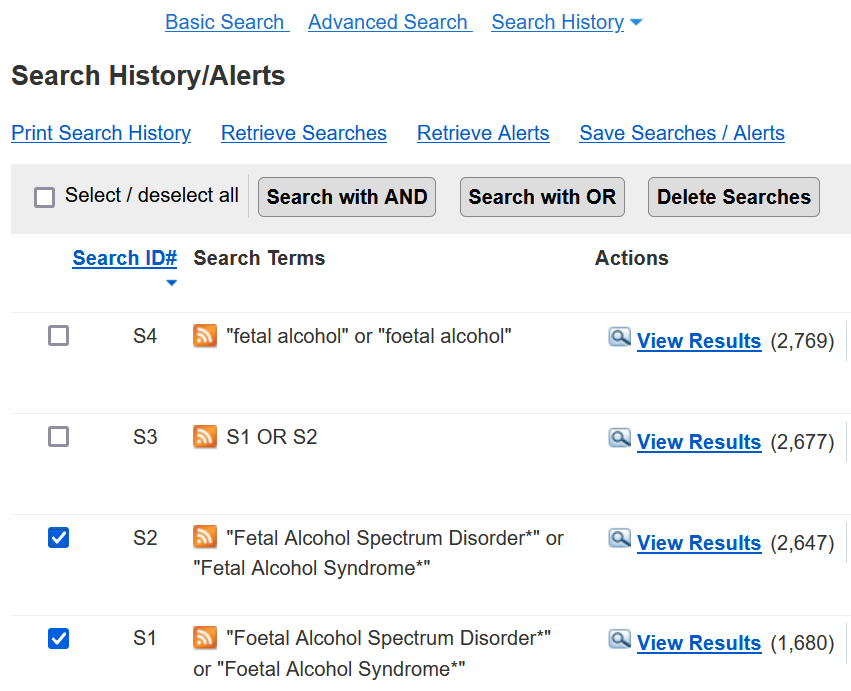 Basic Search Advanced Search Search History
Search History/Alerts
Print Search History Retrieve Searches Retrieve Alerts Save Searches / Alerts
Select / deselect all Search with AND Search with OR Delete Searches
Search ID# Search Terms Actions
S4 "fetal alcohol" or "foetal alcohol" View Results (2,769)
S3 S1 OR S2 View Results (2,677)
S2 "Fetal Alcohol Spectrum Disorder*" or View Results (2,647)
"Fetal Alcohol Syndrome*"
S1 "Foetal Alcohol Spectrum Disorder*" View Results (1,680)
or "Foetal Alcohol Syndrome*"